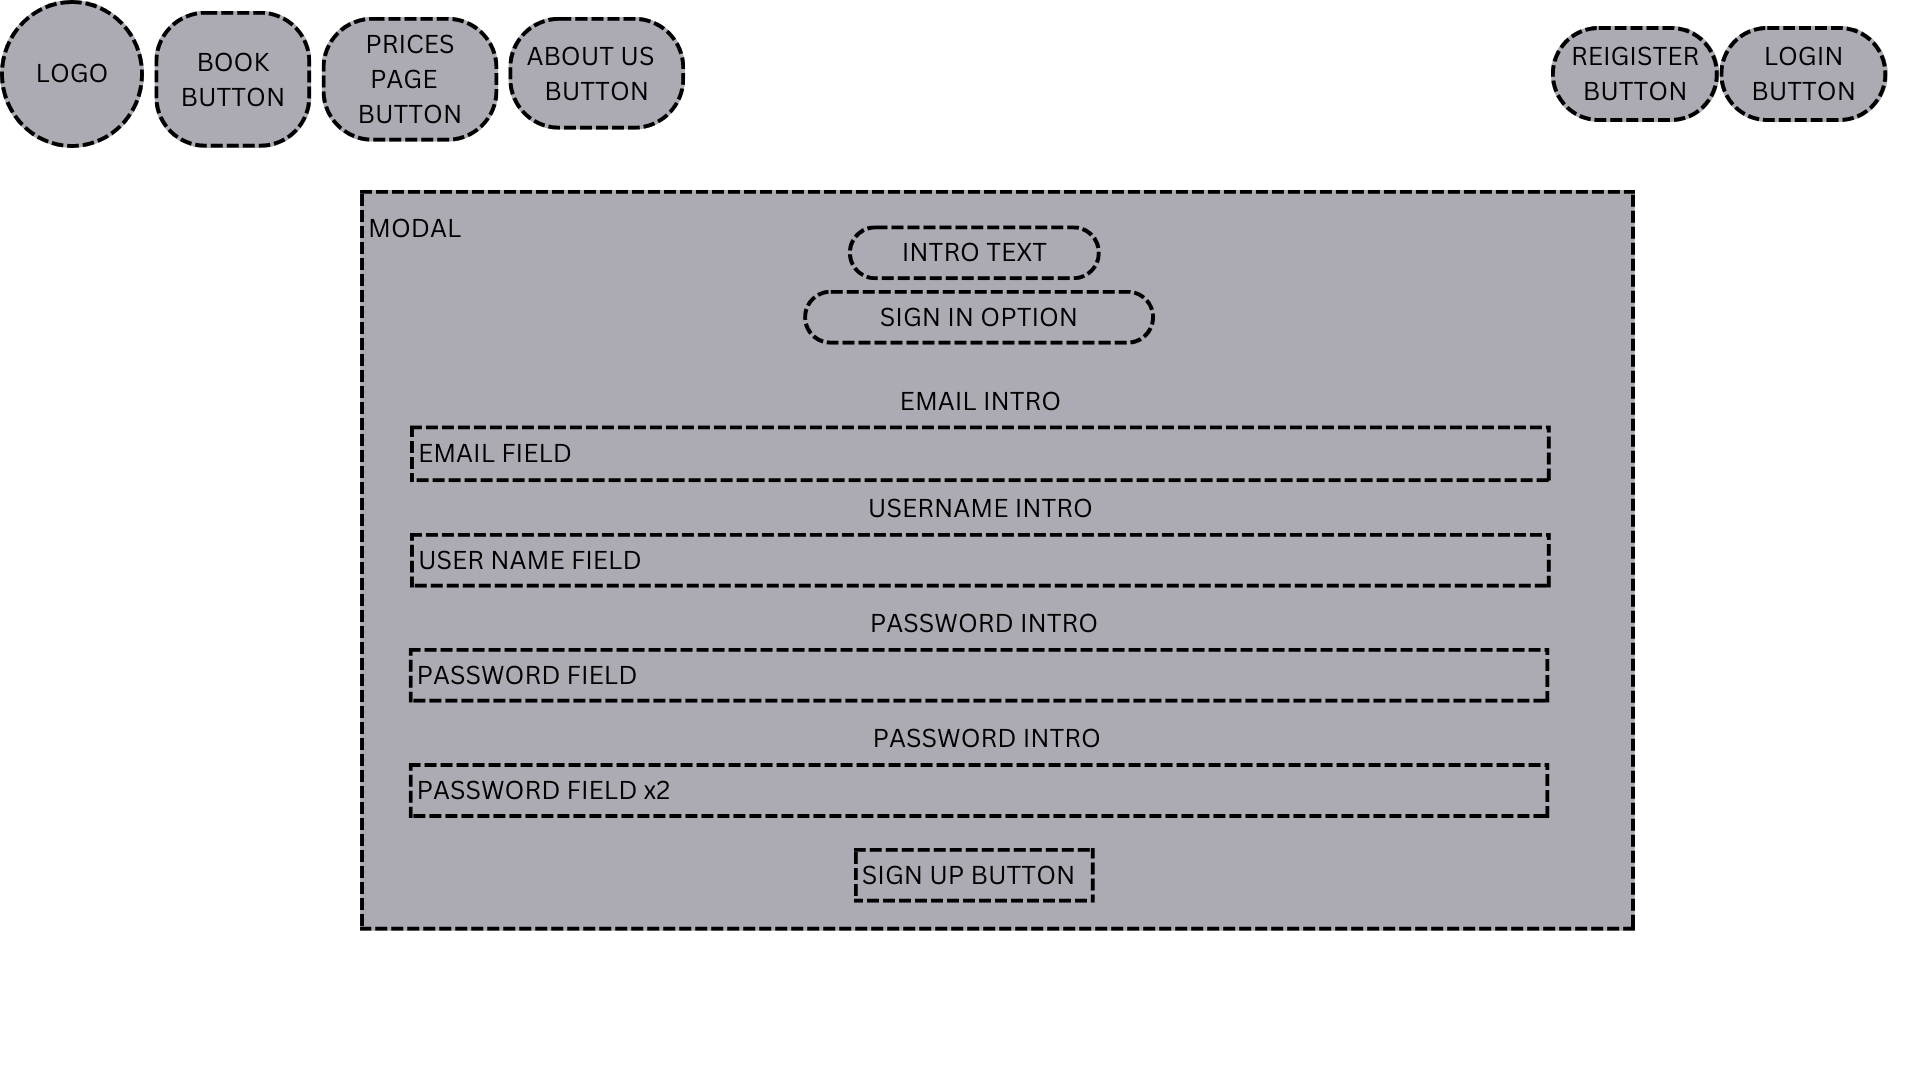 LOGO
BOOK
BUTTON
PRICES
PAGE
BUTTON
ABOUT US
BUTTON
REIGISTER
BUTTON
LOGIN
BUTTON
MODAL
INTRO TEXT
SIGN IN OPTION
EMAIL INTRO
EMAIL FIELD
USERNAME INTRO
USER NAME FIELD
PASSWORD INTRO
PASSWORD FIELD
PASSWORD INTRO
PASSWORD FIELD x2
SIGN UP BUTTON